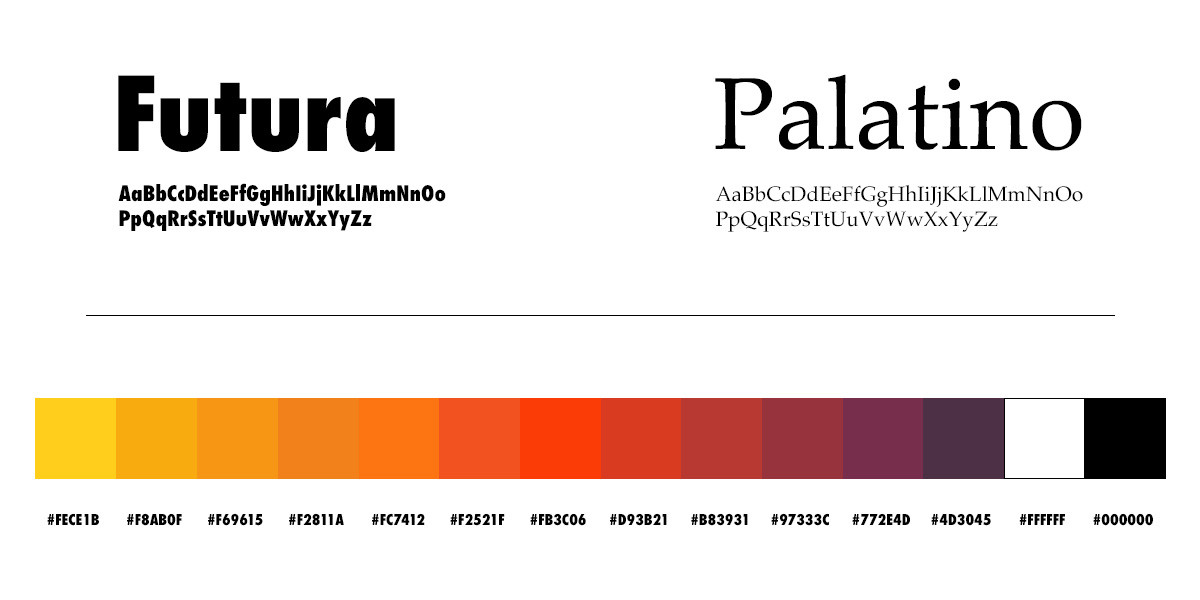 Futura
AaBbCcDdEeFfGgHhIiJjKkLlMmNnOo
PpQqRrSsTtUuVvWwXxYyZz
Palatino
AaBbCcDdEeFfGgHhIiJjKkLlMmNnOo
PpQqRrSsTtUuVvWwXxYyZz
#FECE1B #F8AB0F #F69615 #F2811A #FC7412 #F2521F #FB3C06 #D93B21 #B83931 #97333C #772E4D #4D3045 #FFFFFF #000000